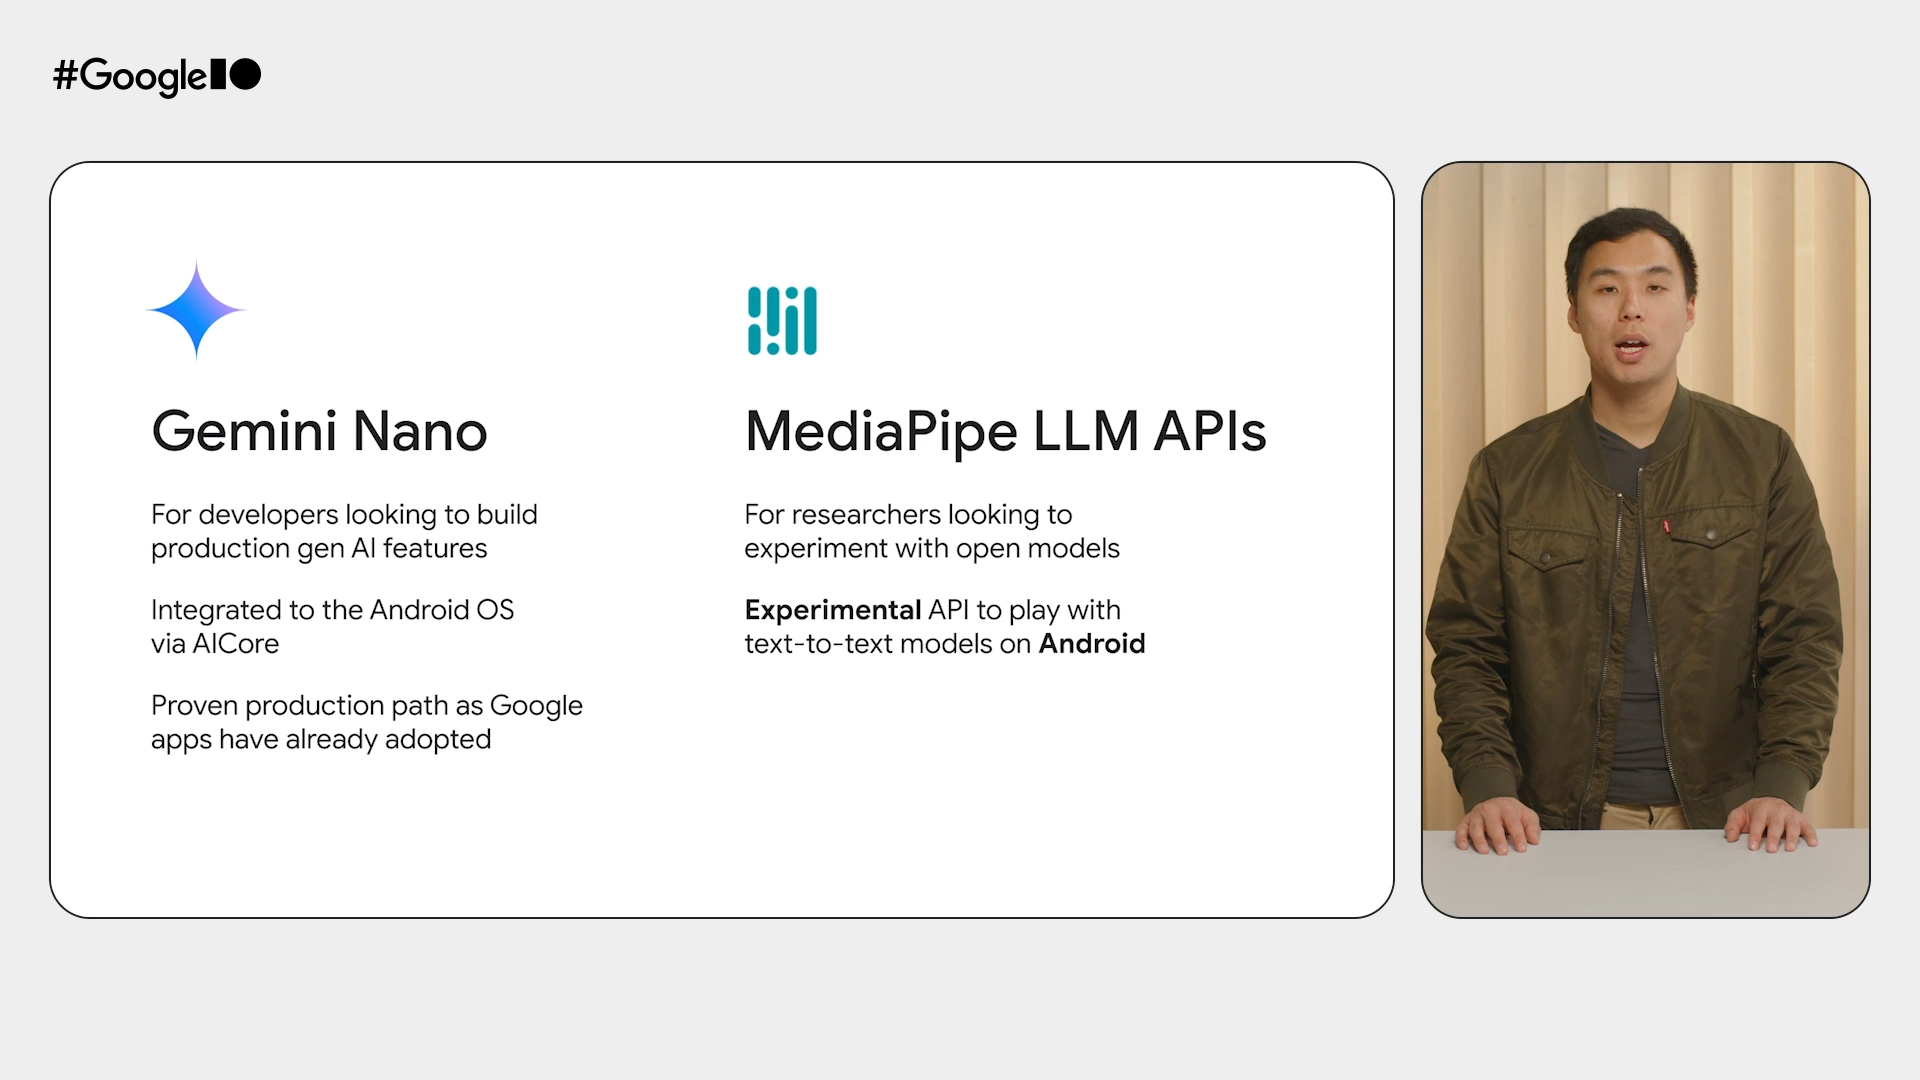 #GoogleIO
Gemini Nano
For developers looking to build
production gen AI features
Integrated to the Android OS
via AICore
Proven production path as Google
apps have already adopted
MediaPipe LLM APIs
For researchers looking to
experiment with open models
Experimental API to play with
text-to-text models on Android